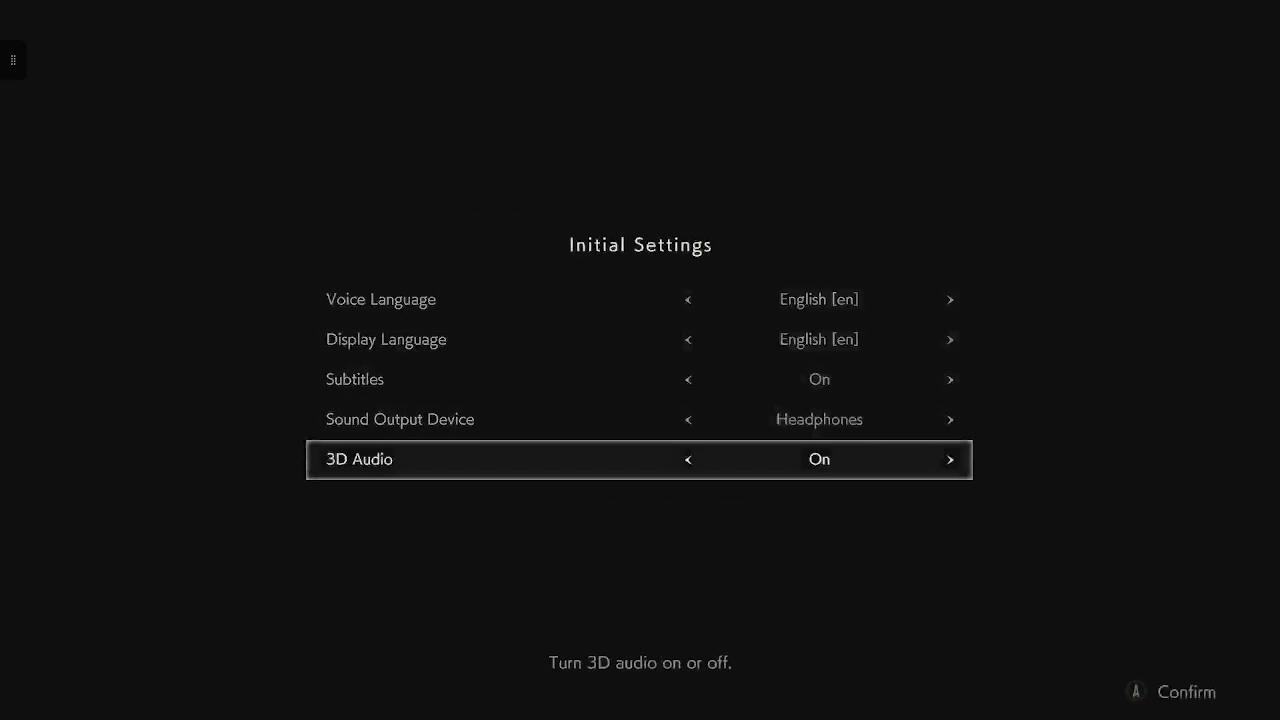 Initial Settings
Voice Language < English [en] >
Display Language < English [en] >
Subtitles < On >
Sound Output Device < Headphones >
3D Audio < On >
Turn 3D audio on or off.
A Confirm